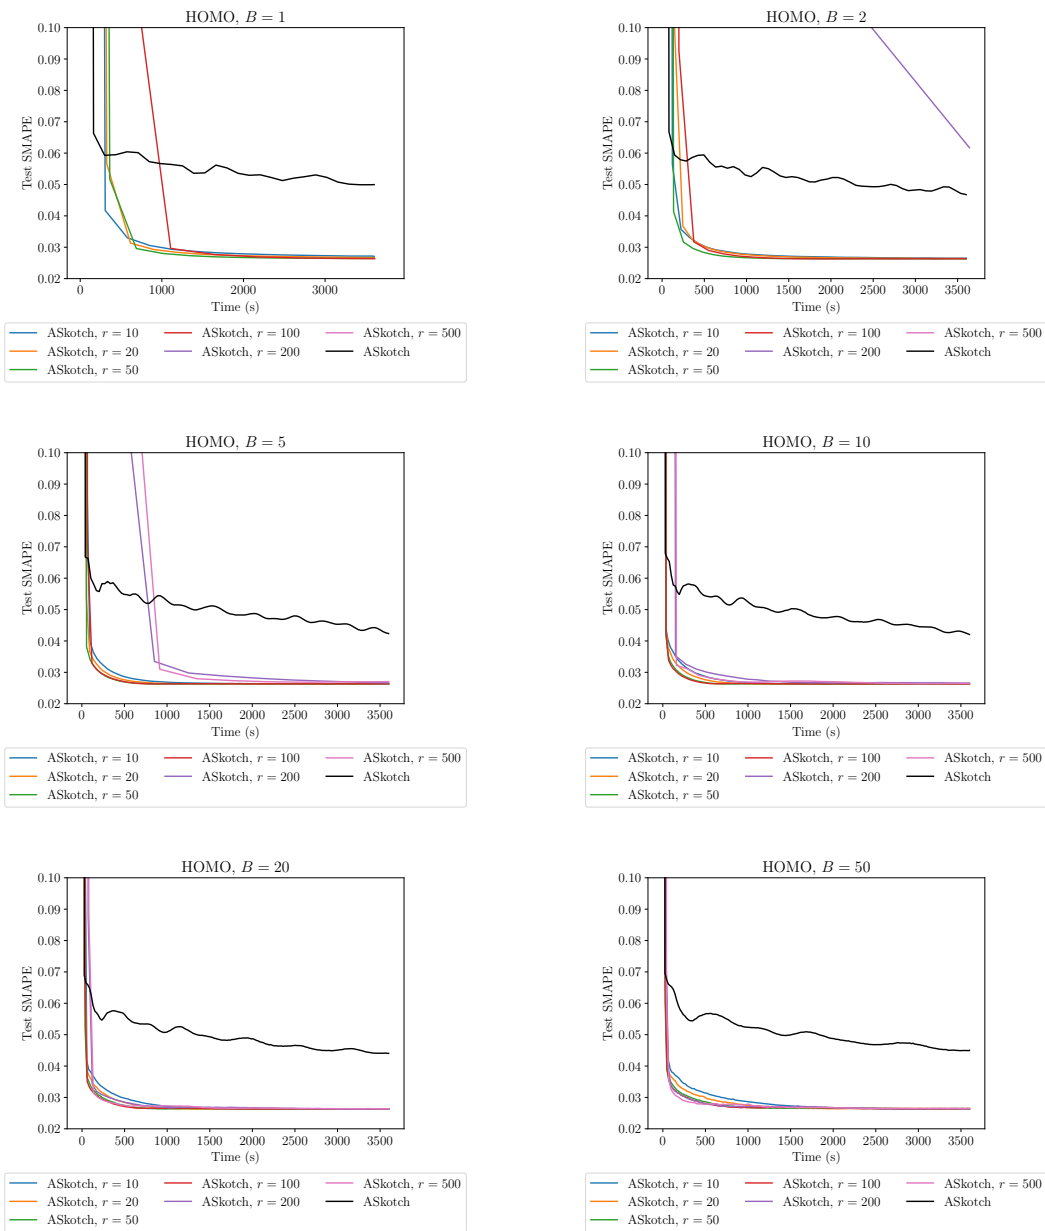 HOMO, B = 1
0.10
0.09
0.08
0.07
0.06
0.05
0.04
0.03
0.02
Test SMAPE
0 1000 2000 3000
Time (s)
ASkotch, r = 10 ASkotch, r = 100 ASkotch, r = 500
ASkotch, r = 20 ASkotch, r = 200 ASkotch
ASkotch, r = 50
HOMO, B = 2
0.10
0.09
0.08
0.07
0.06
0.05
0.04
0.03
0.02
Test SMAPE
0 500 1000 1500 2000 2500 3000 3500
Time (s)
ASkotch, r = 10 ASkotch, r = 100 ASkotch, r = 500
ASkotch, r = 20 ASkotch, r = 200 ASkotch
ASkotch, r = 50
HOMO, B = 5
0.10
0.09
0.08
0.07
0.06
0.05
0.04
0.03
0.02
Test SMAPE
0 500 1000 1500 2000 2500 3000 3500
Time (s)
ASkotch, r = 10 ASkotch, r = 100 ASkotch, r = 500
ASkotch, r = 20 ASkotch, r = 200 ASkotch
ASkotch, r = 50
HOMO, B = 10
0.10
0.09
0.08
0.07
0.06
0.05
0.04
0.03
0.02
Test SMAPE
0 500 1000 1500 2000 2500 3000 3500
Time (s)
ASkotch, r = 10 ASkotch, r = 100 ASkotch, r = 500
ASkotch, r = 20 ASkotch, r = 200 ASkotch
ASkotch, r = 50
HOMO, B = 20
0.10
0.09
0.08
0.07
0.06
0.05
0.04
0.03
0.02
Test SMAPE
0 500 1000 1500 2000 2500 3000 3500
Time (s)
ASkotch, r = 10 ASkotch, r = 100 ASkotch, r = 500
ASkotch, r = 20 ASkotch, r = 200 ASkotch
ASkotch, r = 50
HOMO, B = 50
0.10
0.09
0.08
0.07
0.06
0.05
0.04
0.03
0.02
Test SMAPE
0 500 1000 1500 2000 2500 3000 3500
Time (s)
ASkotch, r = 10 ASkotch, r = 100 ASkotch, r = 500
ASkotch, r = 20 ASkotch, r = 200 ASkotch
ASkotch, r = 50